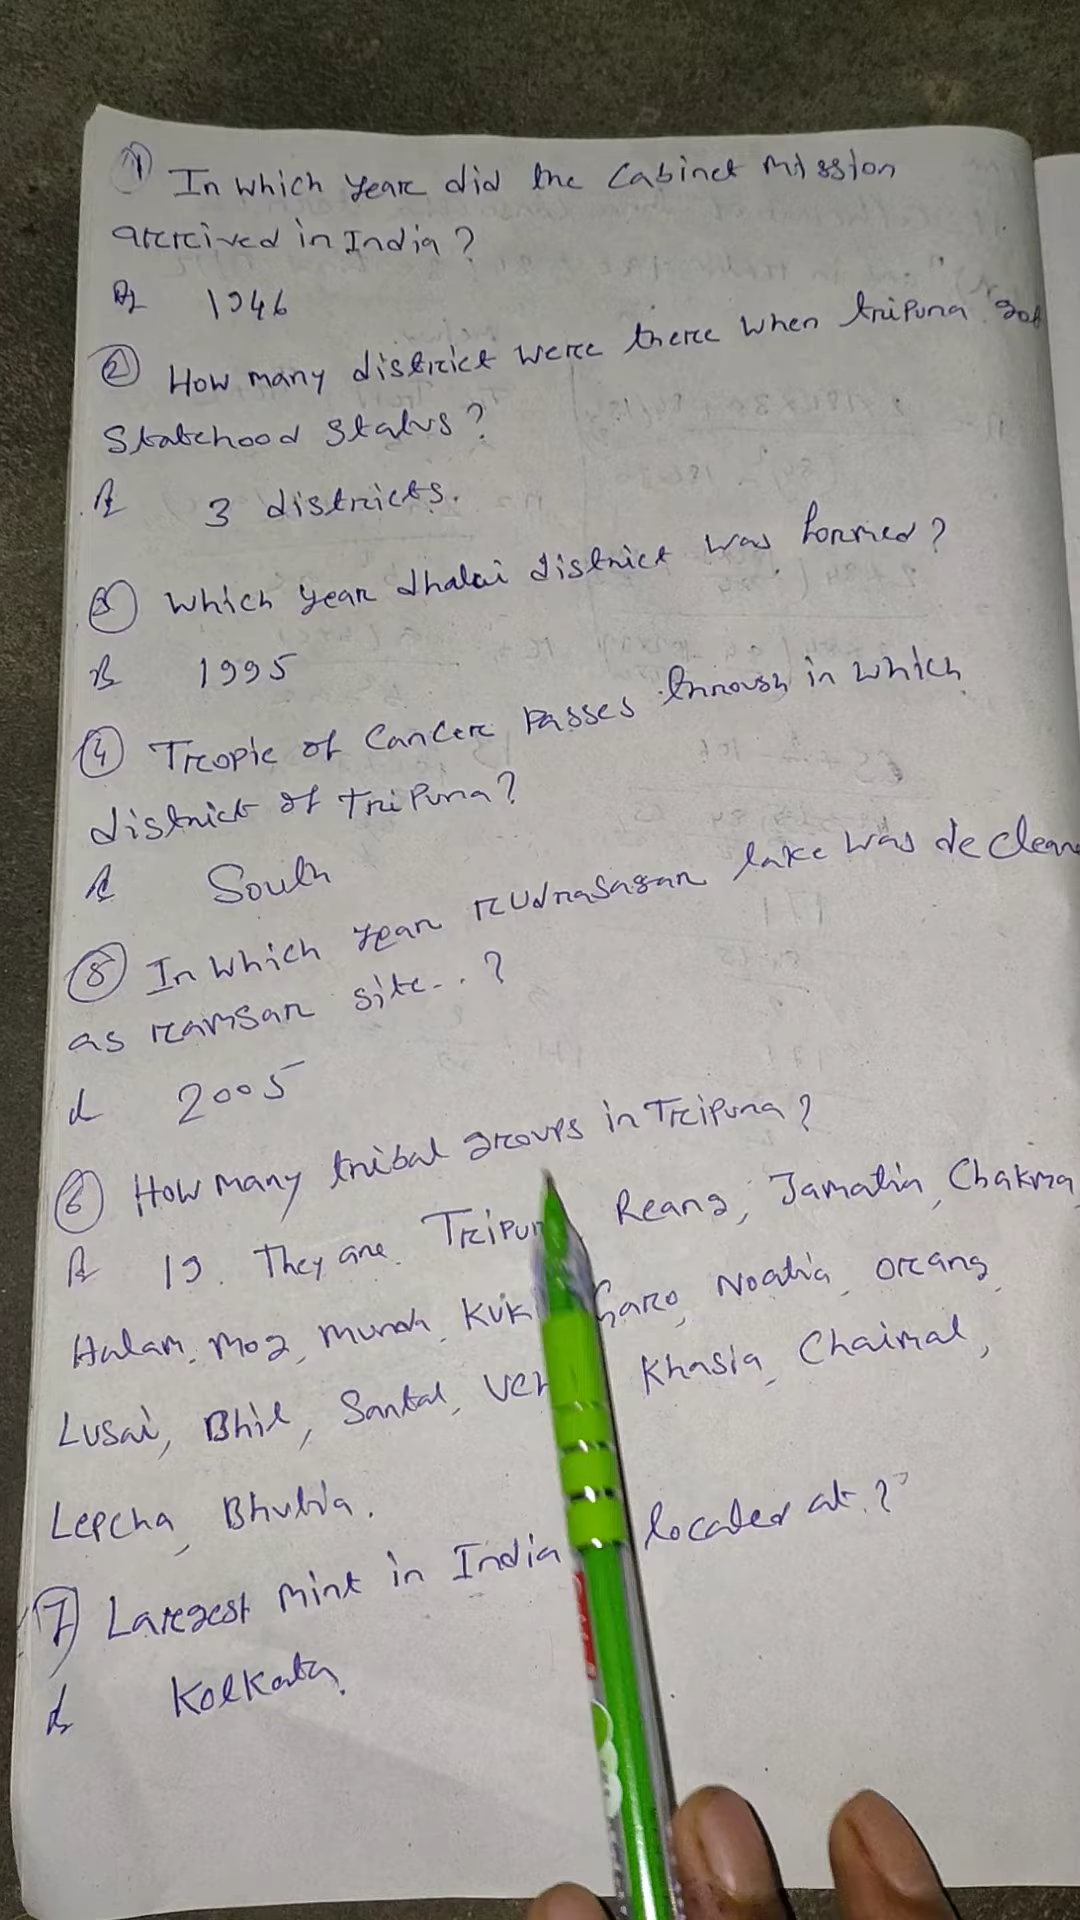 1 In which year did the Cabinet Mission
arrived in India?
A 1946
2 How many district were there when tripura got
Statehood Status?
A 3 districts.
3 Which year dhalai district was formed?
A 1995
4 Tropic of Cancer passes through in which
district of Tripura?
A South
5 In which year rudrasagar lake was declear
as ramsar site...?
A 2005
6 How many tribal groups in Tripura?
A 19. They are Reang, Jamatia, Chakma
Halam, Mog, Munda, Garo, Noatia, Orang
Lusai, Bhil, Santal, Khasia, Chaimal,
Lepcha, Bhutia.
7 Largest mint in India located at?
A Kolkata.